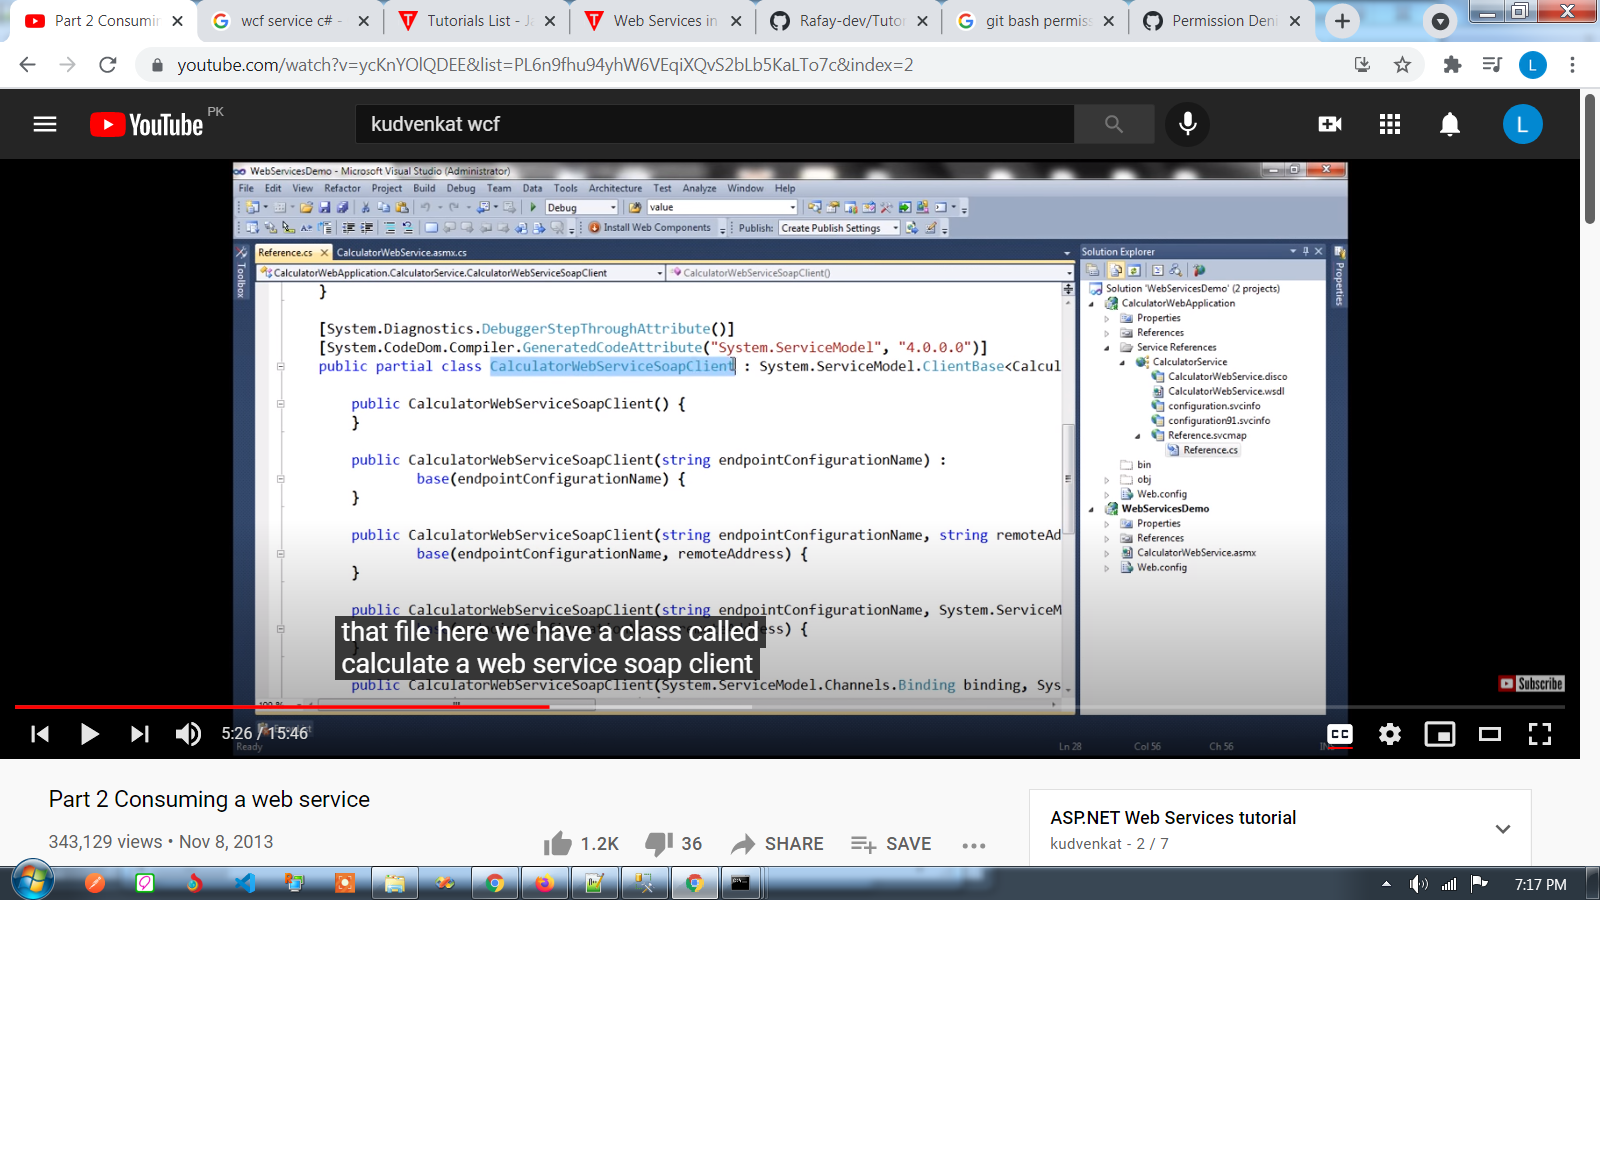 Part 2 Consumin
wcf service c# -
Tutorials List - Ja
Web Services in
Rafay-dev/Tutor
git bash permiss
Permission Deni
youtube.com/watch?v=ycKnYOlQDEE&list=PL6n9fhu94yhW6VEqiXQvS2bLb5KaLTo7c&index=2
L
YouTube PK
kudvenkat wcf
L
WebServicesDemo - Microsoft Visual Studio (Administrator)
File Edit View Refactor Project Build Debug Team Data Tools Architecture Test Analyze Window Help
Debug
value
Install Web Components
Publish: Create Publish Settings
Toolbox
Reference.cs
CalculatorWebService.asmx.cs
CalculatorWebApplication.CalculatorService.CalculatorWebServiceSoapClient
CalculatorWebServiceSoapClient()
}
[System.Diagnostics.DebuggerStepThroughAttribute()]
[System.CodeDom.Compiler.GeneratedCodeAttribute("System.ServiceModel", "4.0.0.0")]
public partial class CalculatorWebServiceSoapClient : System.ServiceModel.ClientBase<Calcul
public CalculatorWebServiceSoapClient() {
}
public CalculatorWebServiceSoapClient(string endpointConfigurationName) :
base(endpointConfigurationName) {
}
public CalculatorWebServiceSoapClient(string endpointConfigurationName, string remoteAd
base(endpointConfigurationName, remoteAddress) {
}
public CalculatorWebServiceSoapClient(string endpointConfigurationName, System.ServiceM
ess) {
public CalculatorWebServiceSoapClient(System.ServiceModel.Channels.Binding binding, Sys
that file here we have a class called
calculate a web service soap client
Solution Explorer
Properties
Solution 'WebServicesDemo' (2 projects)
CalculatorWebApplication
Properties
References
Service References
CalculatorService
CalculatorWebService.disco
CalculatorWebService.wsdl
configuration.svcinfo
configuration91.svcinfo
Reference.svcmap
Reference.cs
bin
obj
Web.config
WebServicesDemo
Properties
References
CalculatorWebService.asmx
Web.config
Subscribe
5:26 / 15:46
CC
Ready
Ln 28
Col 56
Ch 56
Part 2 Consuming a web service
343,129 views • Nov 8, 2013
1.2K
36
SHARE
SAVE
ASP.NET Web Services tutorial
kudvenkat - 2 / 7
7:17 PM